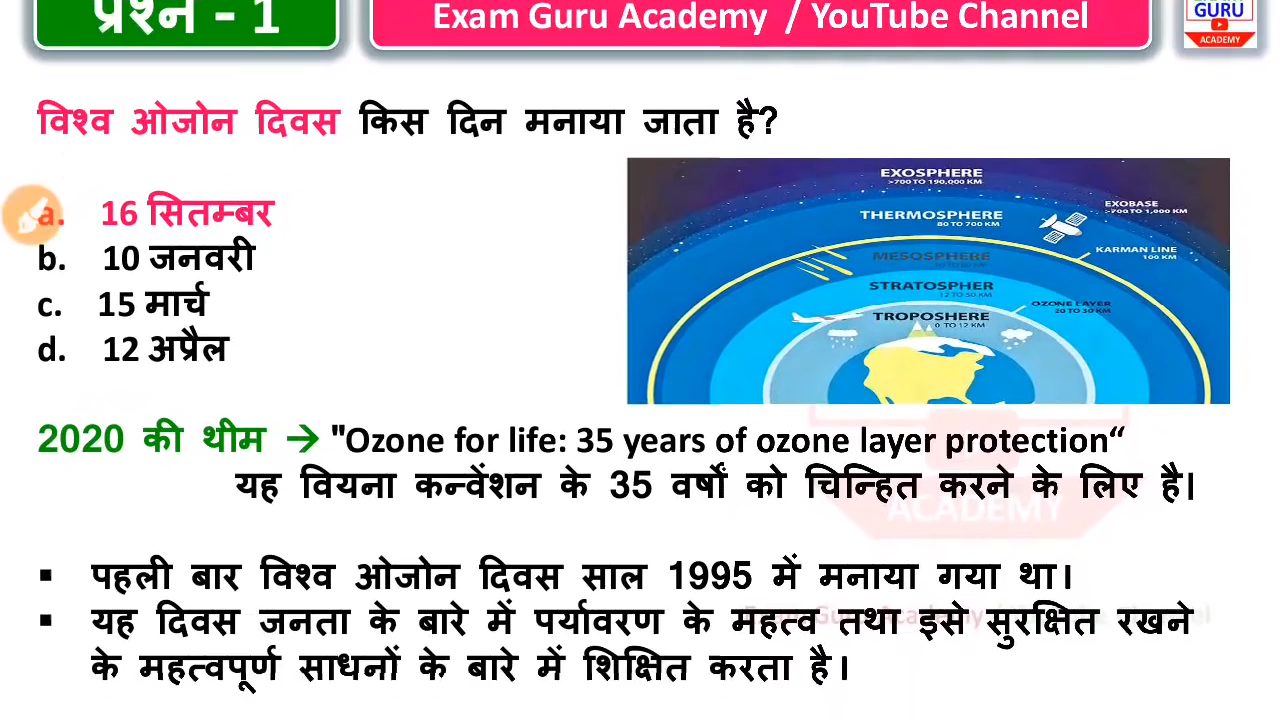 प्रश्न - 1
Exam Guru Academy / YouTube Channel
GURU
ACADEMY
विश्व ओजोन दिवस किस दिन मनाया जाता है?
a. 16 सितम्बर
b. 10 जनवरी
c. 15 मार्च
d. 12 अप्रैल
EXOSPHERE
>700 TO 190,000 KM
EXOBASE
>700 TO 1,000 KM
THERMOSPHERE
80 TO 700 KM
KARMAN LINE
100 KM
MESOSPHERE
STRATOSPHER
12 TO 50 KM
OZONE LAYER
20 TO 30 KM
TROPOSHERE
0 TO 12 KM
2020 की थीम → "Ozone for life: 35 years of ozone layer protection“
यह वियना कन्वेंशन के 35 वर्षों को चिन्हित करने के लिए है।
ACADEMY
▪ पहली बार विश्व ओजोन दिवस साल 1995 में मनाया गया था।
Exam Guru Academy
▪ यह दिवस जनता के बारे में पर्यावरण के महत्व तथा इसे सुरक्षित रखने
के महत्वपूर्ण साधनों के बारे में शिक्षित करता है।